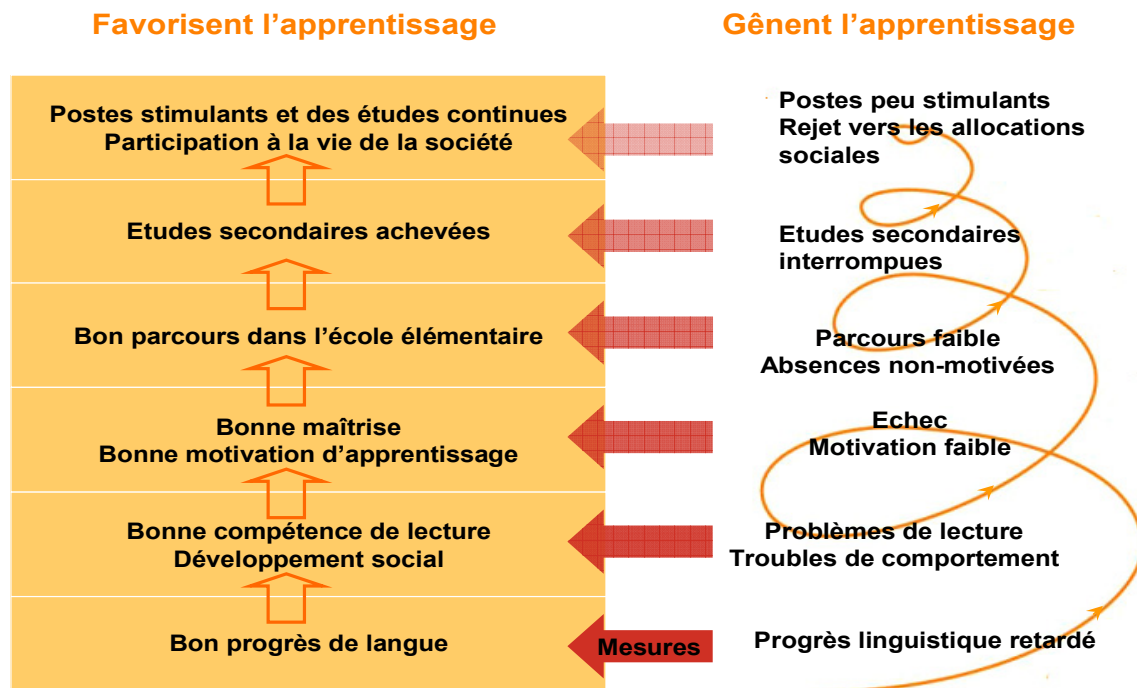 Favorisent l’apprentissage
Gênent l’apprentissage
Postes stimulants et des études continues
Participation à la vie de la société
Postes peu stimulants
Rejet vers les allocations
sociales
Etudes secondaires achevées
Etudes secondaires
interrompues
Bon parcours dans l’école élémentaire
Parcours faible
Absences non-motivées
Bonne maîtrise
Bonne motivation d’apprentissage
Echec
Motivation faible
Bonne compétence de lecture
Développement social
Problèmes de lecture
Troubles de comportement
Bon progrès de langue
Mesures
Progrès linguistique retardé